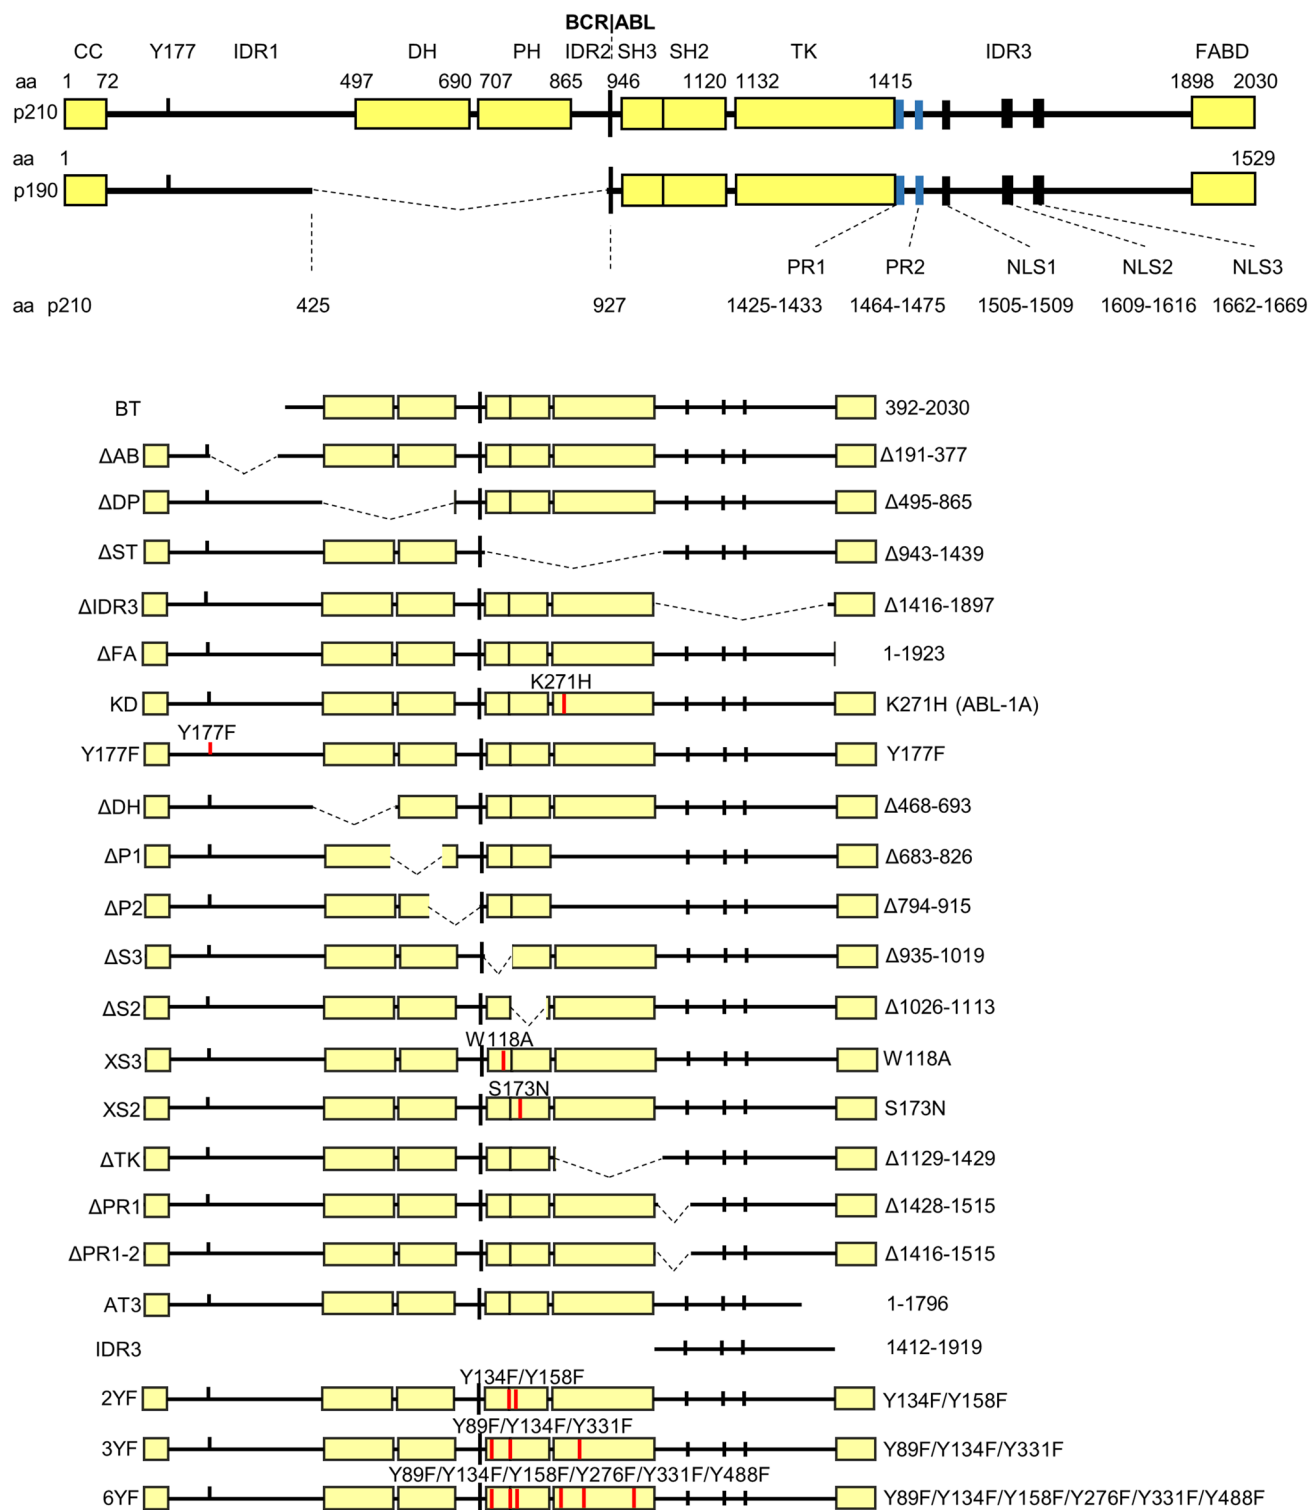 BCR|ABL
CC Y177 IDR1 DH PH IDR2 SH3 SH2 TK IDR3 FABD
aa 1 72 497 690 707 865 946 1120 1132 1415 1898 2030
p210
aa 1 1529
p190
PR1 PR2 NLS1 NLS2 NLS3
aa p210 425 927 1425-1433 1464-1475 1505-1509 1609-1616 1662-1669
BT 392-2030
ΔAB Δ191-377
ΔDP Δ495-865
ΔST Δ943-1439
ΔIDR3 Δ1416-1897
ΔFA 1-1923
K271H
KD K271H (ABL-1A)
Y177F
Y177F Y177F
ΔDH Δ468-693
ΔP1 Δ683-826
ΔP2 Δ794-915
ΔS3 Δ935-1019
ΔS2 Δ1026-1113
W118A
XS3 W118A
S173N
XS2 S173N
ΔTK Δ1129-1429
ΔPR1 Δ1428-1515
ΔPR1-2 Δ1416-1515
AT3 1-1796
IDR3 1412-1919
Y134F/Y158F
2YF Y134F/Y158F
Y89F/Y134F/Y331F
3YF Y89F/Y134F/Y331F
Y89F/Y134F/Y158F/Y276F/Y331F/Y488F
6YF Y89F/Y134F/Y158F/Y276F/Y331F/Y488F